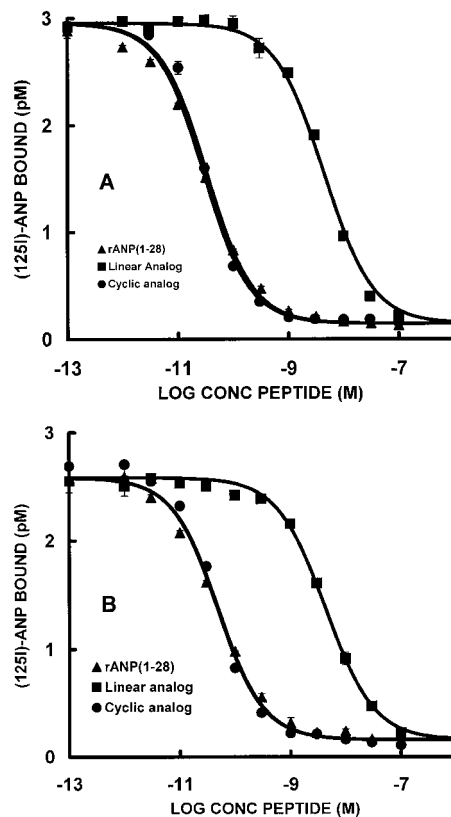 3
2
1
0
(125I)-ANP BOUND (pM)
A
▲ rANP(1-28)
■ Linear Analog
● Cyclic analog
-13 -11 -9 -7
LOG CONC PEPTIDE (M)
3
2
1
0
(125I)-ANP BOUND (pM)
B
▲ rANP(1-28)
■ Linear analog
● Cyclic analog
-13 -11 -9 -7
LOG CONC PEPTIDE (M)